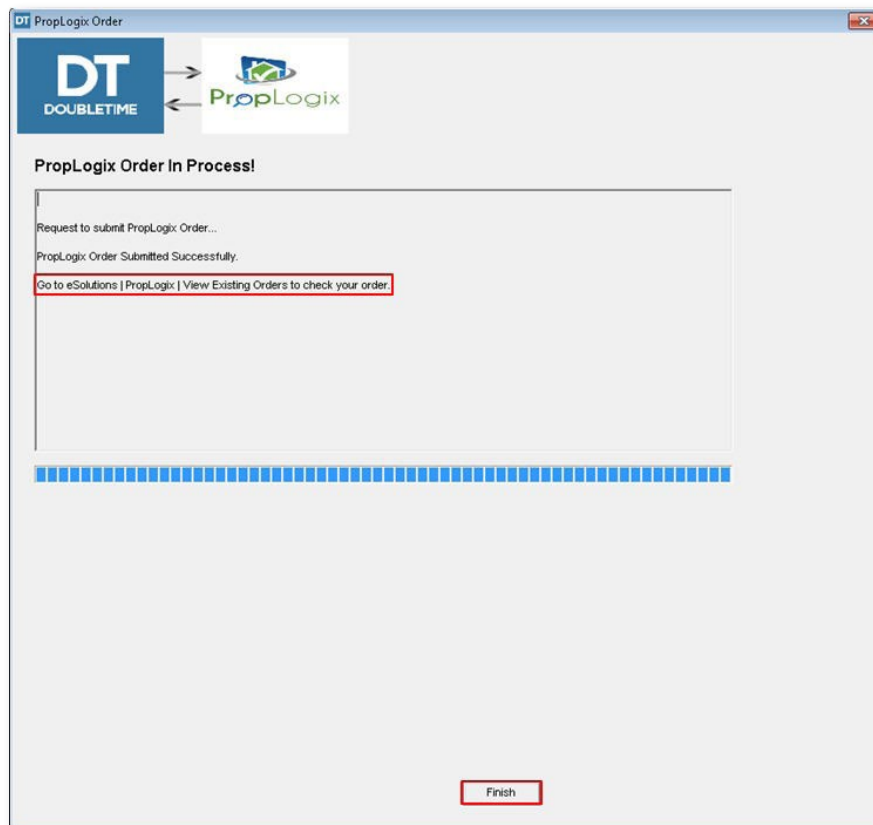 DT PropLogix Order
DT
DOUBLETIME
PropLogix
PropLogix Order In Process!
Request to submit PropLogix Order...
PropLogix Order Submitted Successfully.
Go to eSolutions | PropLogix | View Existing Orders to check your order.
Finish